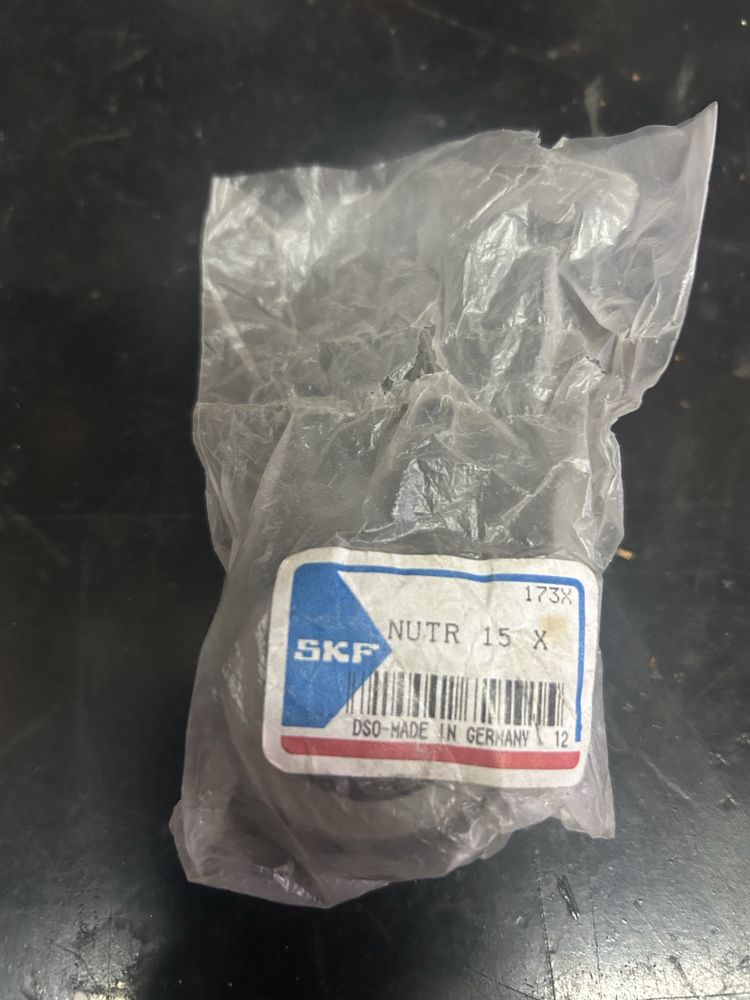 173X
NUTR 15 X
SKF
DSO-MADE IN GERMANY 12